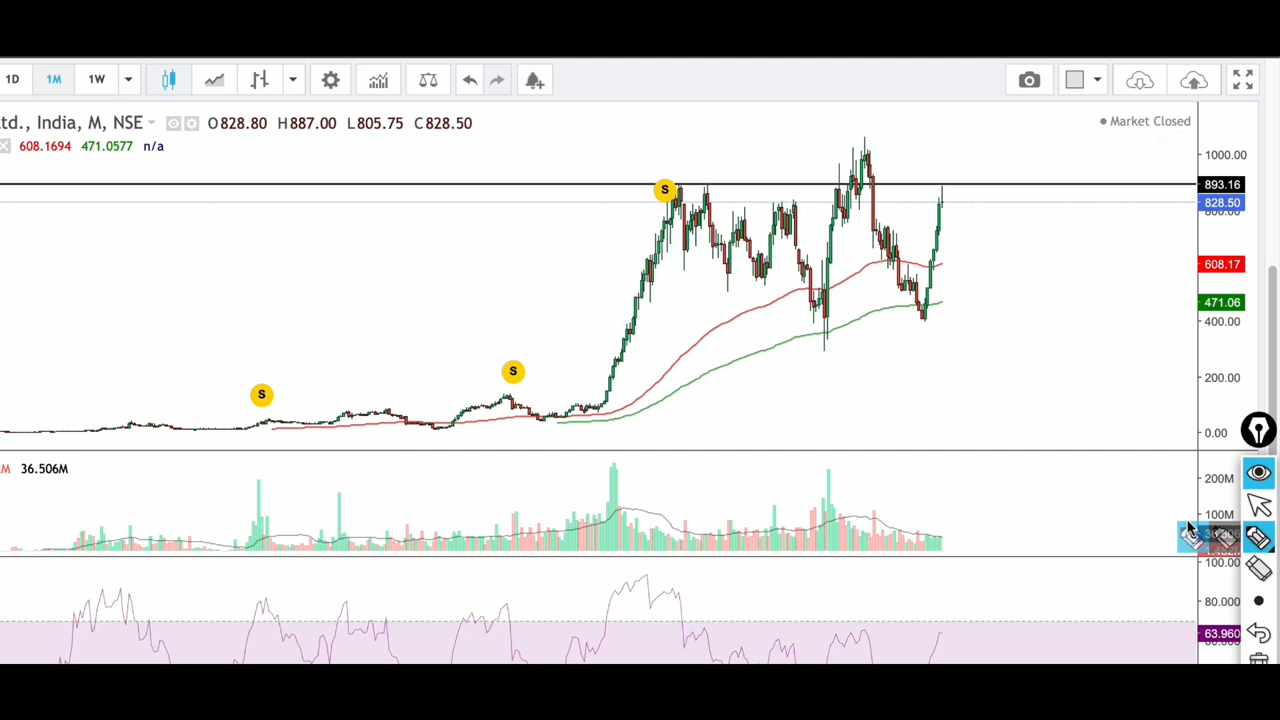 1D 1M 1W
td., India, M, NSE O828.80 H887.00 L805.75 C828.50
Market Closed
608.1694 471.0577 n/a
1000.00
S
893.16
828.50
800.00
608.17
471.06
400.00
S
200.00
S
0.00
M 36.506M
200M
100M
100.00
80.000
63.960